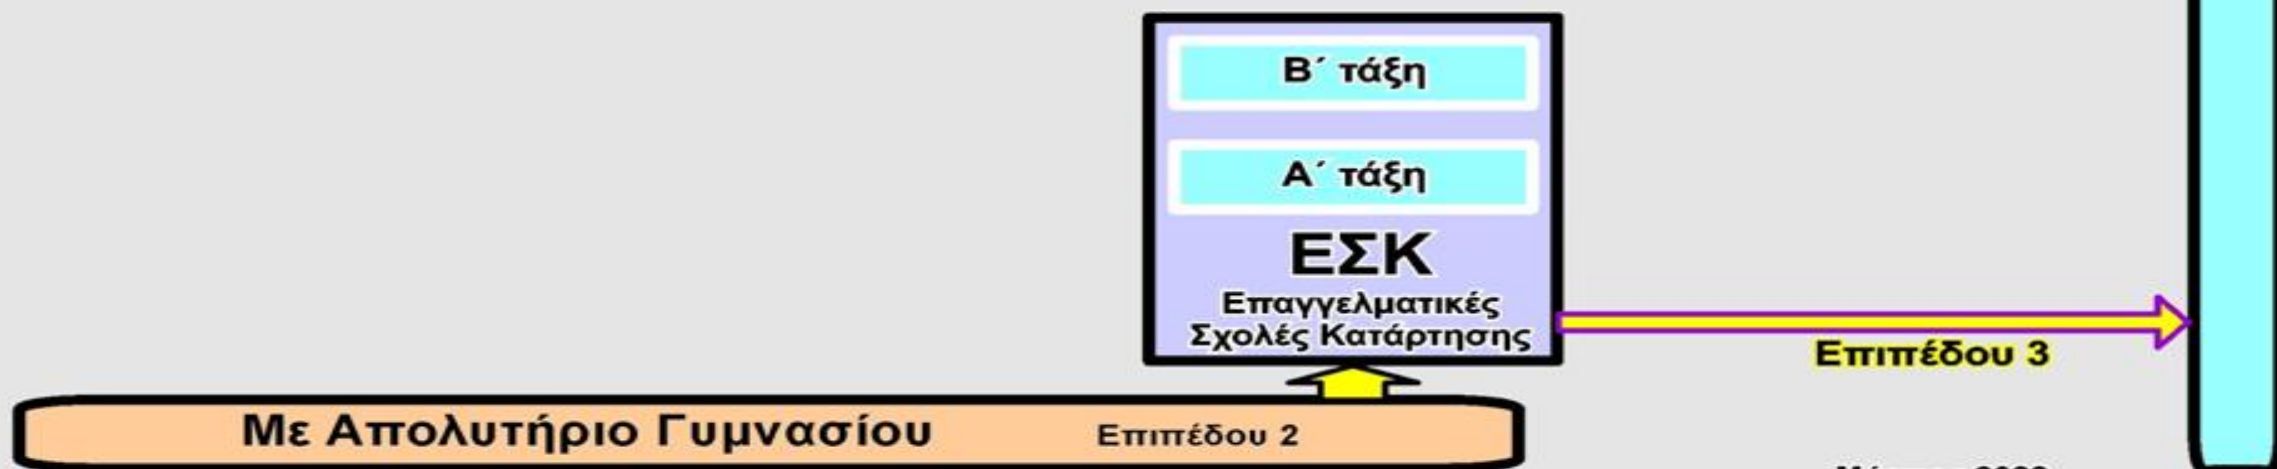 Β΄ τάξη
Α΄ τάξη
ΕΣΚ
Επαγγελματικές
Σχολές Κατάρτησης
Επιπέδου 3
Με Απολυτήριο Γυμνασίου Επιπέδου 2